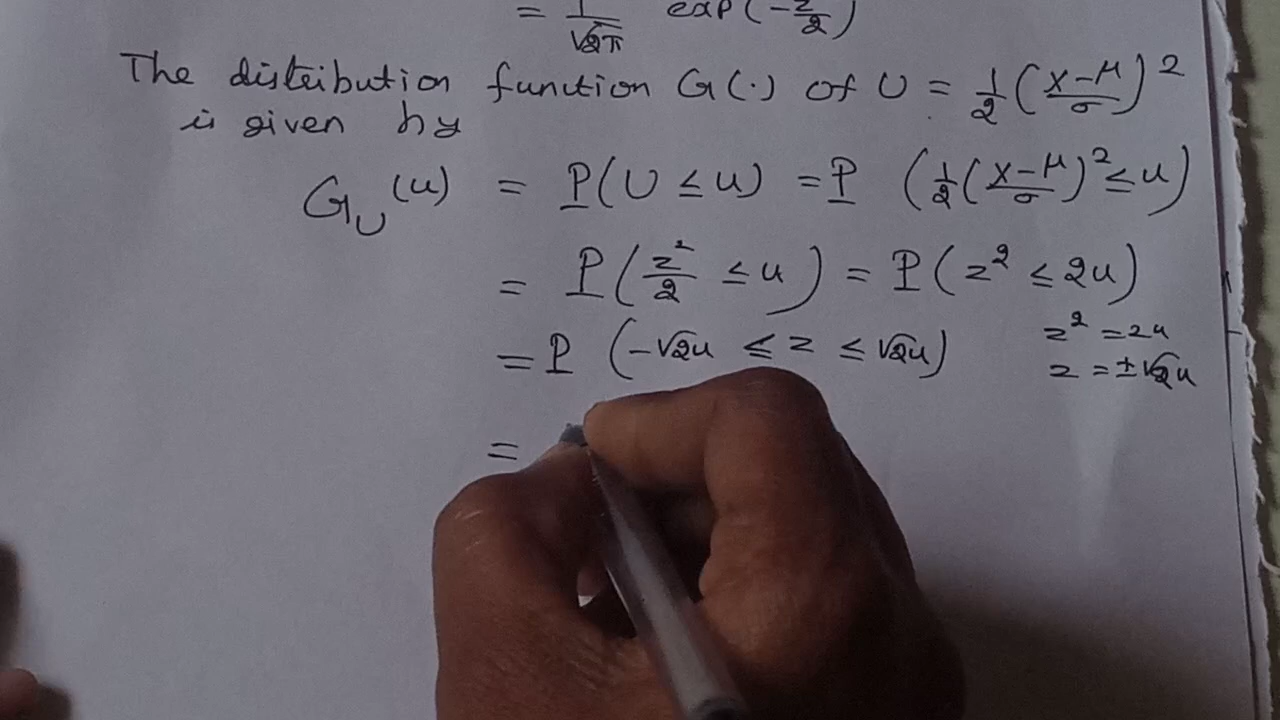 = 1/√2π exp(-z²/2)
The distribution function G(·) of U = 1/2 (X-μ/σ)²
is given by
G_U(u) = P(U ≤ u) = P (1/2(X-μ/σ)² ≤ u)
= P(z²/2 ≤ u) = P(z² ≤ 2u)
= P (-√2u ≤ z ≤ √2u) z² = 2u
z = ±√2u
=